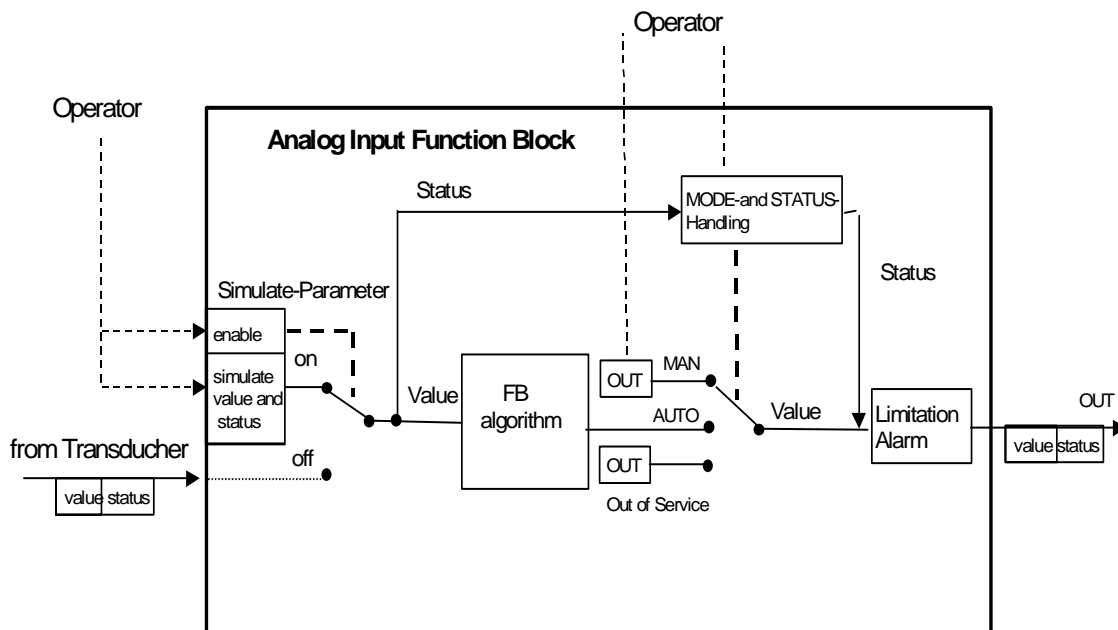 Operator
Operator
Analog Input Function Block
Status
MODE-and STATUS-
Handling
Status
Simulate-Parameter
enable
on
simulate
value and
status
Value
FB
algorithm
OUT
MAN
AUTO
Value
Limitation
Alarm
OUT
value status
from Transducher
off
value status
OUT
Out of Service